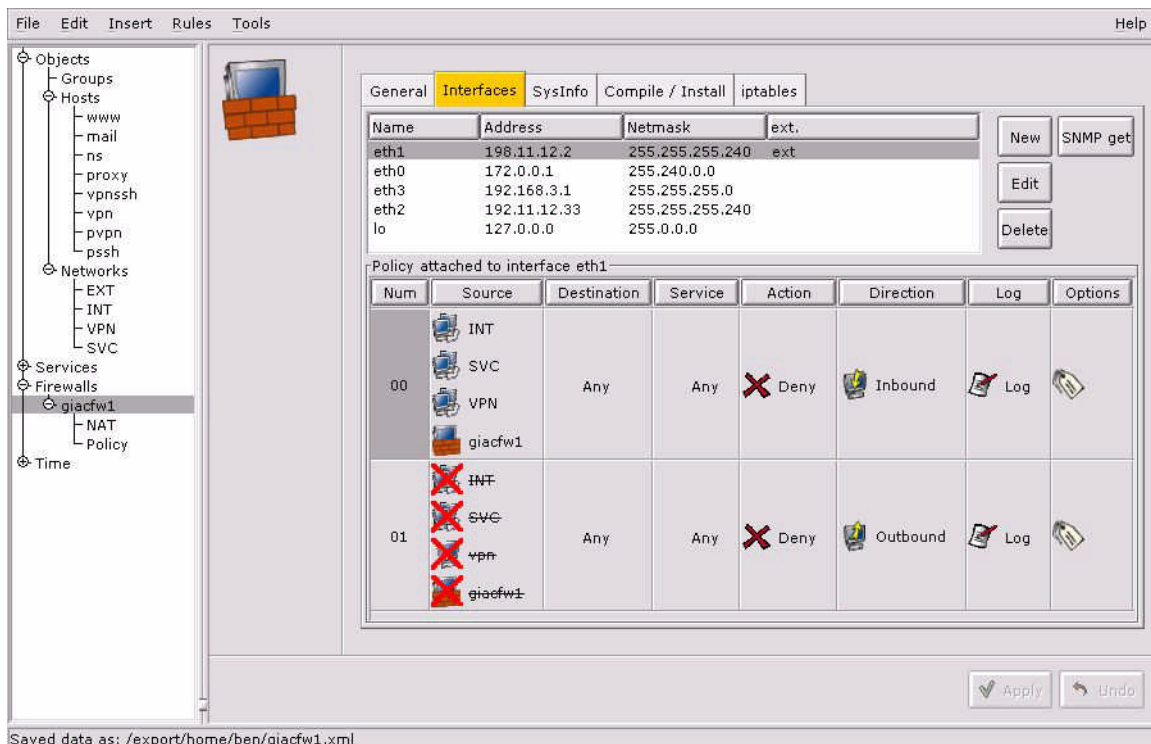 File Edit Insert Rules Tools Help
Objects
Groups
Hosts
www
mail
ns
proxy
vpnssh
vpn
pvpn
pssh
Networks
EXT
INT
VPN
SVC
Services
Firewalls
giacfw1
NAT
Policy
Time
General Interfaces SysInfo Compile / Install iptables
Name Address Netmask ext.
eth1 198.11.12.2 255.255.255.240 ext
eth0 172.0.0.1 255.240.0.0
eth3 192.168.3.1 255.255.255.0
eth2 192.11.12.33 255.255.255.240
lo 127.0.0.0 255.0.0.0
New SNMP get
Edit
Delete
Policy attached to interface eth1
Num Source Destination Service Action Direction Log Options
INT
SVC
00 Any Any Deny Inbound Log
VPN
giacfw1
INT
SVC
01 Any Any Deny Outbound Log
vpn
giacfw1
Apply Undo
Saved data as: /export/home/ben/giacfw1.xml